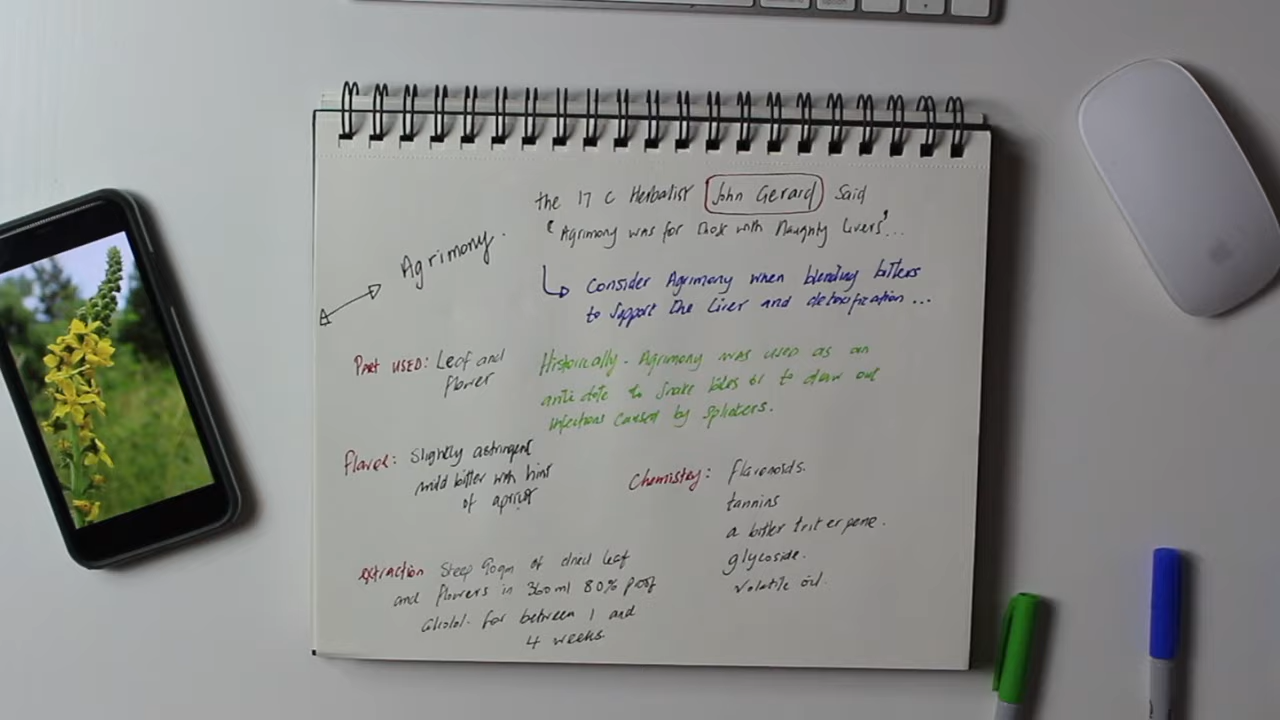 the 17 C Herbalist John Gerard Said
'Agrimony was for those with Naughty Livers'...
Agrimony.
Consider Agrimony when blending bitters
to Support the Liver and detoxification ...
Part used: Leaf and
flower
Historically - Agrimony was used as an
antidote to Snake bites or to draw out
infections caused by Splinters.
Flavor: Slightly astringent
mild bitter with hint
of apricot
Chemistry: flavonoids.
tannins
a bitter triterpene.
glycoside.
volatile oil.
extraction Steep 90gm of dried leaf
and flowers in 360ml 80% proof
alcohol. for between 1 and
4 weeks.